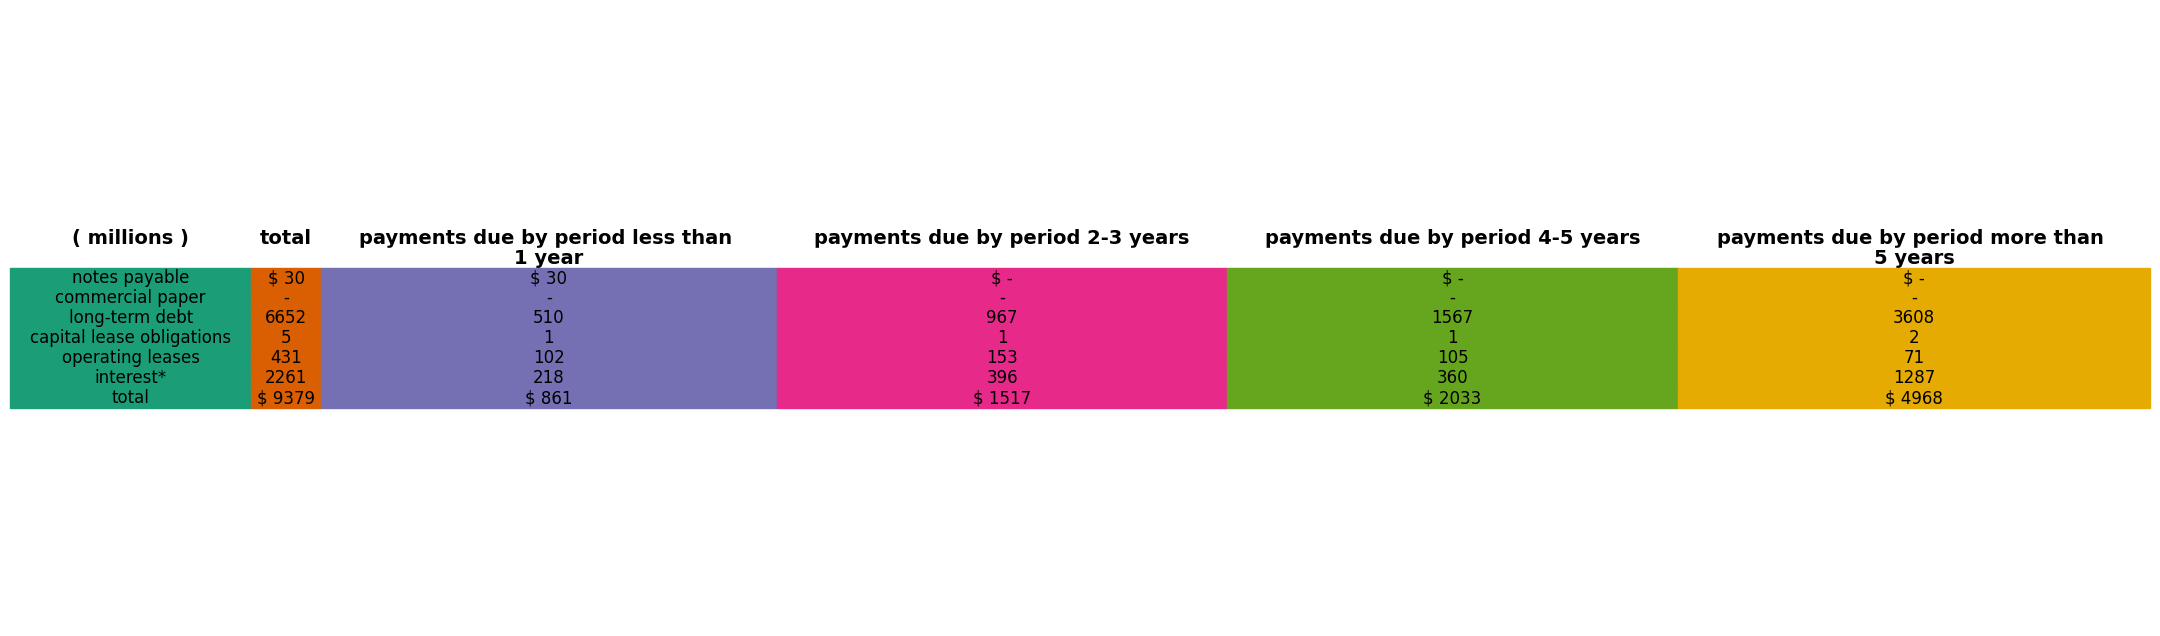 ( millions ) total payments due by period less than 1 year payments due by period 2-3 years payments due by period 4-5 years payments due by period more than 5 years
notes payable $ 30 $ 30 $ - $ - $ -
commercial paper - - - - -
long-term debt 6652 510 967 1567 3608
capital lease obligations 5 1 1 1 2
operating leases 431 102 153 105 71
interest* 2261 218 396 360 1287
total $ 9379 $ 861 $ 1517 $ 2033 $ 4968